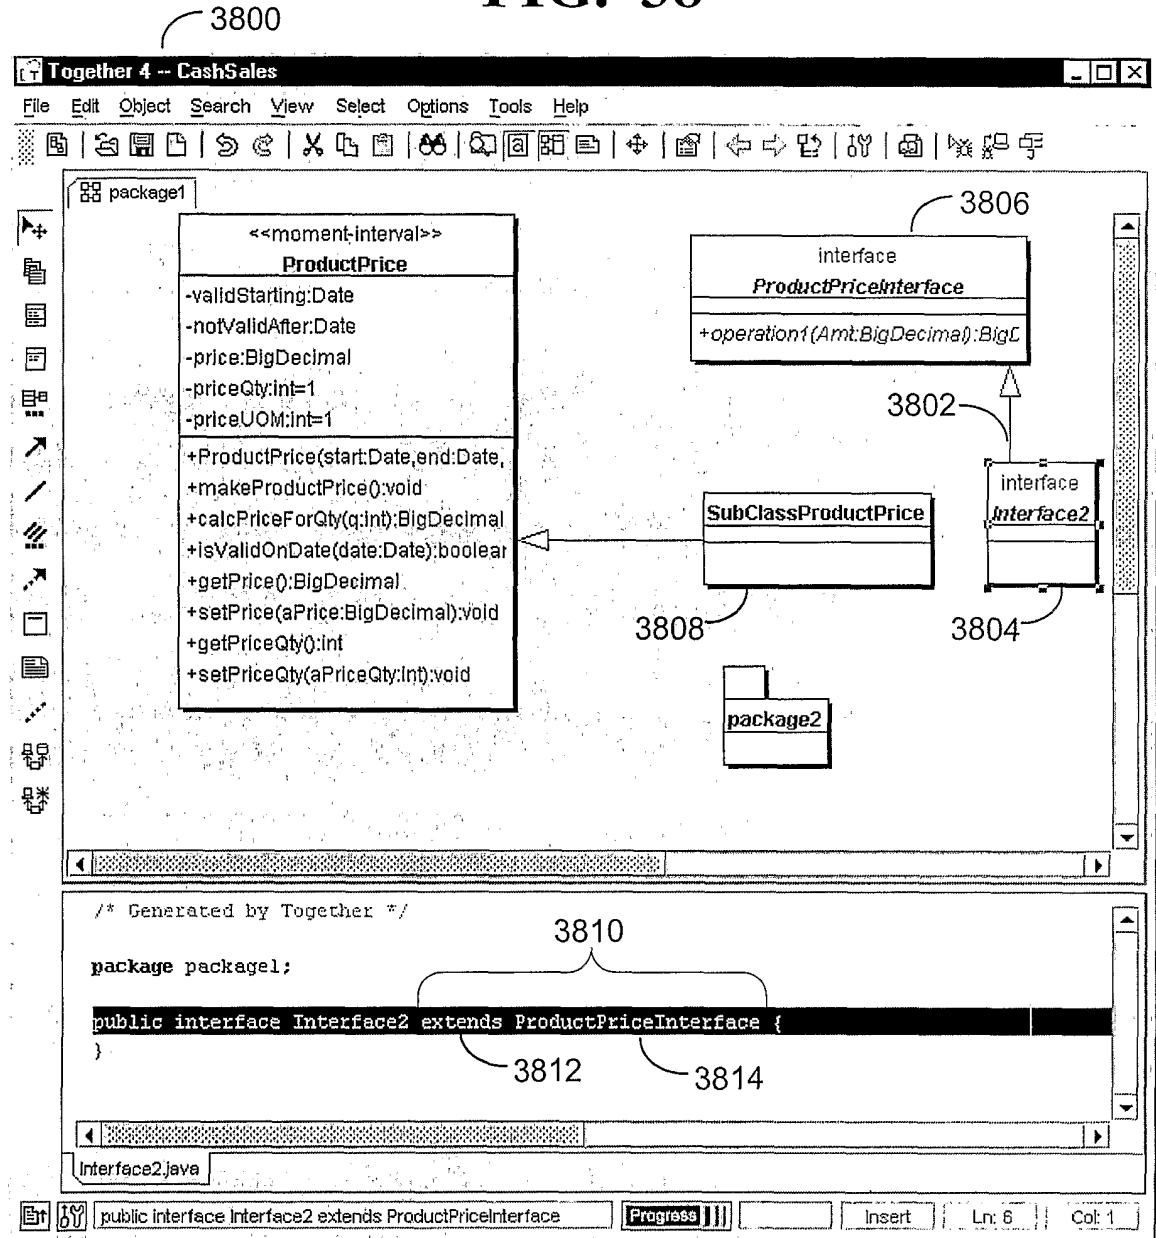 FIG. 38
3800
Together 4 -- CashSales
File Edit Object Search View Select Options Tools Help
package1
<<moment-interval>>
ProductPrice
-validStarting:Date
-notValidAfter:Date
-price:BigDecimal
-priceQty:int=1
-priceUOM:int=1
+ProductPrice(start:Date,end:Date,
+makeProductPrice():void
+calcPriceForQty(q:int):BigDecimal
+isValidOnDate(date:Date):boolear
+getPrice():BigDecimal
+setPrice(aPrice:BigDecimal):void
+getPriceQty():int
+setPriceQty(aPriceQty:int):void
3806
interface
ProductPriceInterface
+operation1(Amt:BigDecimal):BigD
3802
interface
Interface2
SubClassProductPrice
3808
3804
package2
/* Generated by Together */
3810
package package1;
public interface Interface2 extends ProductPriceInterface {
}
3812
3814
Interface2.java
public interface Interface2 extends ProductPriceInterface
Progress
Insert
Ln: 6
Col: 1